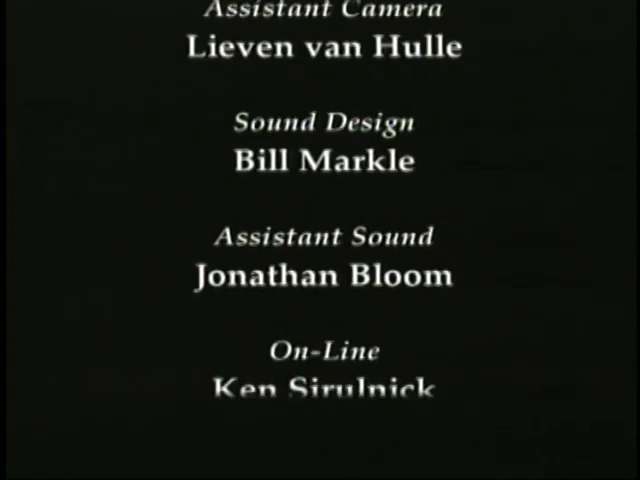 Assistant Camera
Lieven van Hulle
Sound Design
Bill Markle
Assistant Sound
Jonathan Bloom
On-Line
Ken Sirulnick